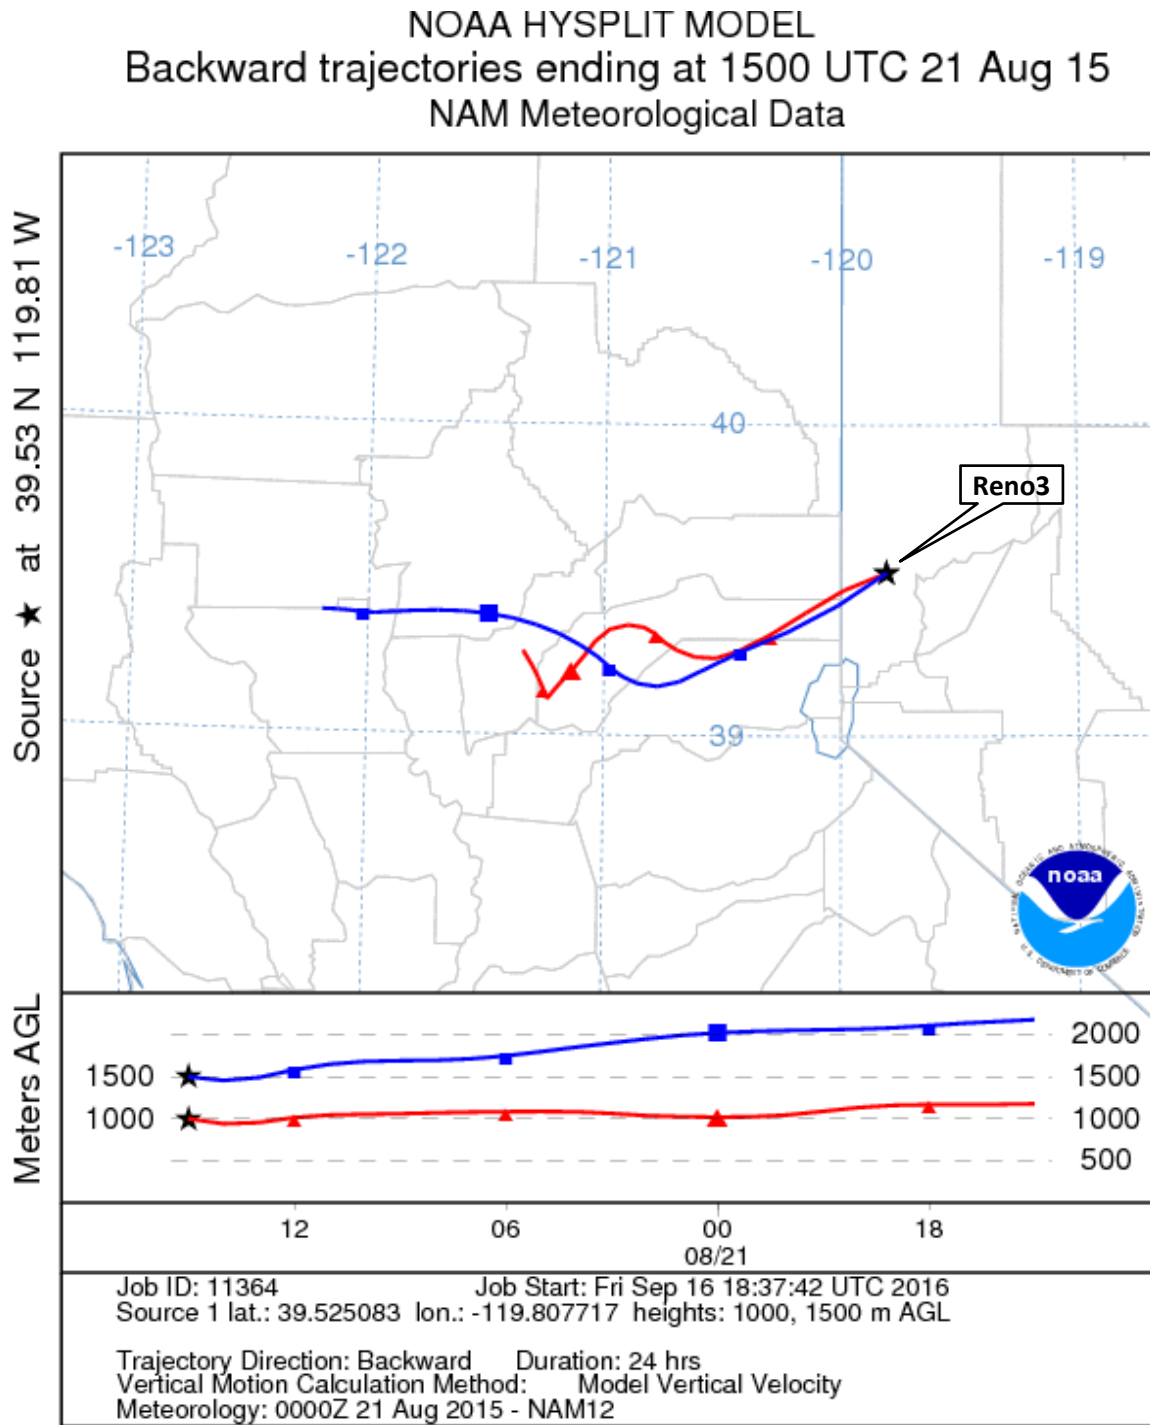 NOAA HYSPLIT MODEL
Backward trajectories ending at 1500 UTC 21 Aug 15
NAM Meteorological Data
Source ★ at 39.53 N 119.81 W
-123
-122
-121
-120
-119
40
Reno3
39
noaa
Meters AGL
2000
1500
1500
1000
1000
500
12
06
00
18
08/21
Job ID: 11364 Job Start: Fri Sep 16 18:37:42 UTC 2016
Source 1 lat.: 39.525083 lon.: -119.807717 heights: 1000, 1500 m AGL
Trajectory Direction: Backward Duration: 24 hrs
Vertical Motion Calculation Method: Model Vertical Velocity
Meteorology: 0000Z 21 Aug 2015 - NAM12